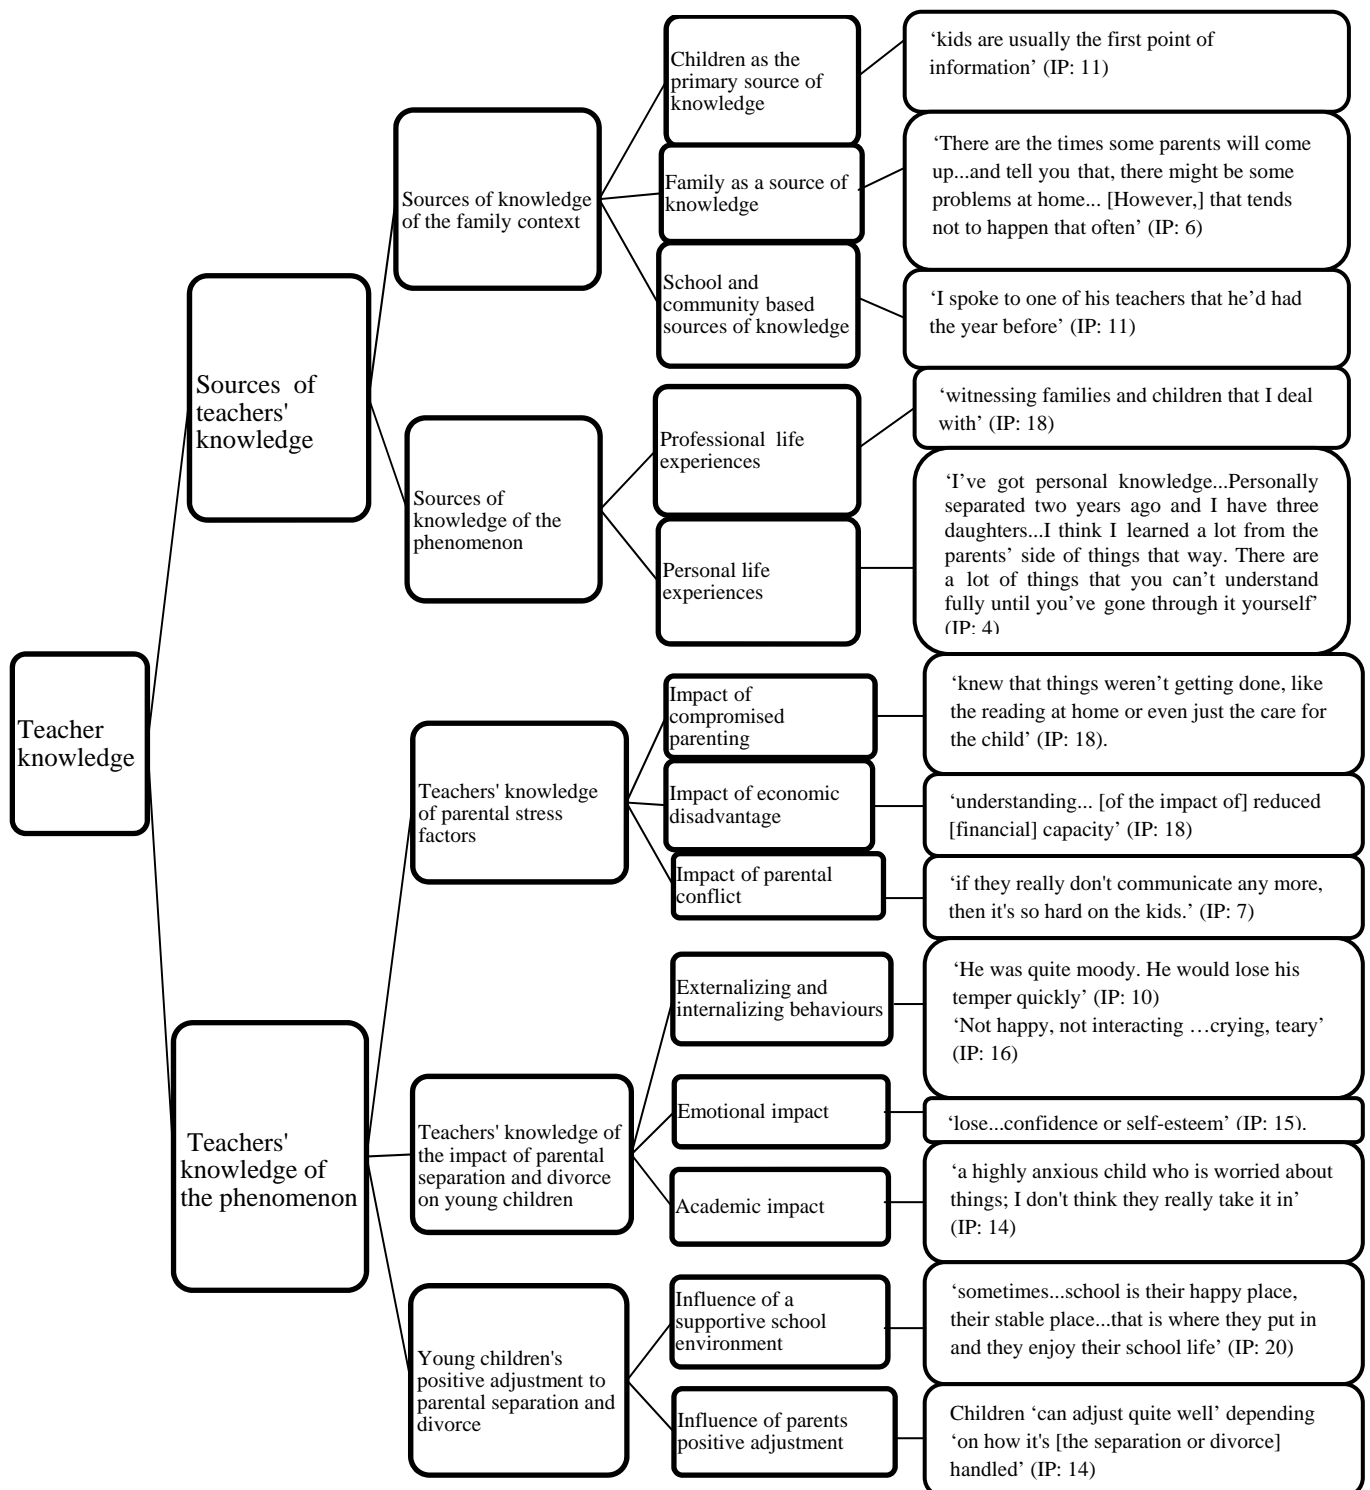 Teacher
knowledge
Sources of
teachers'
knowledge
Sources of knowledge
of the family context
Children as the
primary source of
knowledge
‘kids are usually the first point of
information’ (IP: 11)
Family as a source of
knowledge
‘There are the times some parents will come
up...and tell you that, there might be some
problems at home... [However,] that tends
not to happen that often’ (IP: 6)
School and
community based
sources of knowledge
‘I spoke to one of his teachers that he’d had
the year before’ (IP: 11)
Sources of
knowledge of the
phenomenon
Professional life
experiences
‘witnessing families and children that I deal
with’ (IP: 18)
Personal life
experiences
‘I’ve got personal knowledge...Personally
separated two years ago and I have three
daughters...I think I learned a lot from the
parents’ side of things that way. There are
a lot of things that you can’t understand
fully until you’ve gone through it yourself’
(IP: 4)
Teachers'
knowledge of
the phenomenon
Teachers' knowledge
of parental stress
factors
Impact of
compromised
parenting
‘knew that things weren’t getting done, like
the reading at home or even just the care for
the child’ (IP: 18).
Impact of economic
disadvantage
‘understanding... [of the impact of] reduced
[financial] capacity’ (IP: 18)
Impact of parental
conflict
‘if they really don't communicate any more,
then it's so hard on the kids.’ (IP: 7)
Teachers' knowledge of
the impact of parental
separation and divorce
on young children
Externalizing and
internalizing behaviours
‘He was quite moody. He would lose his
temper quickly’ (IP: 10)
‘Not happy, not interacting …crying, teary’
(IP: 16)
Emotional impact
‘lose...confidence or self-esteem’ (IP: 15).
Academic impact
‘a highly anxious child who is worried about
things; I don't think they really take it in’
(IP: 14)
Young children's
positive adjustment to
parental separation and
divorce
Influence of a
supportive school
environment
‘sometimes...school is their happy place,
their stable place...that is where they put in
and they enjoy their school life’ (IP: 20)
Influence of parents
positive adjustment
Children ‘can adjust quite well’ depending
‘on how it's [the separation or divorce]
handled’ (IP: 14)